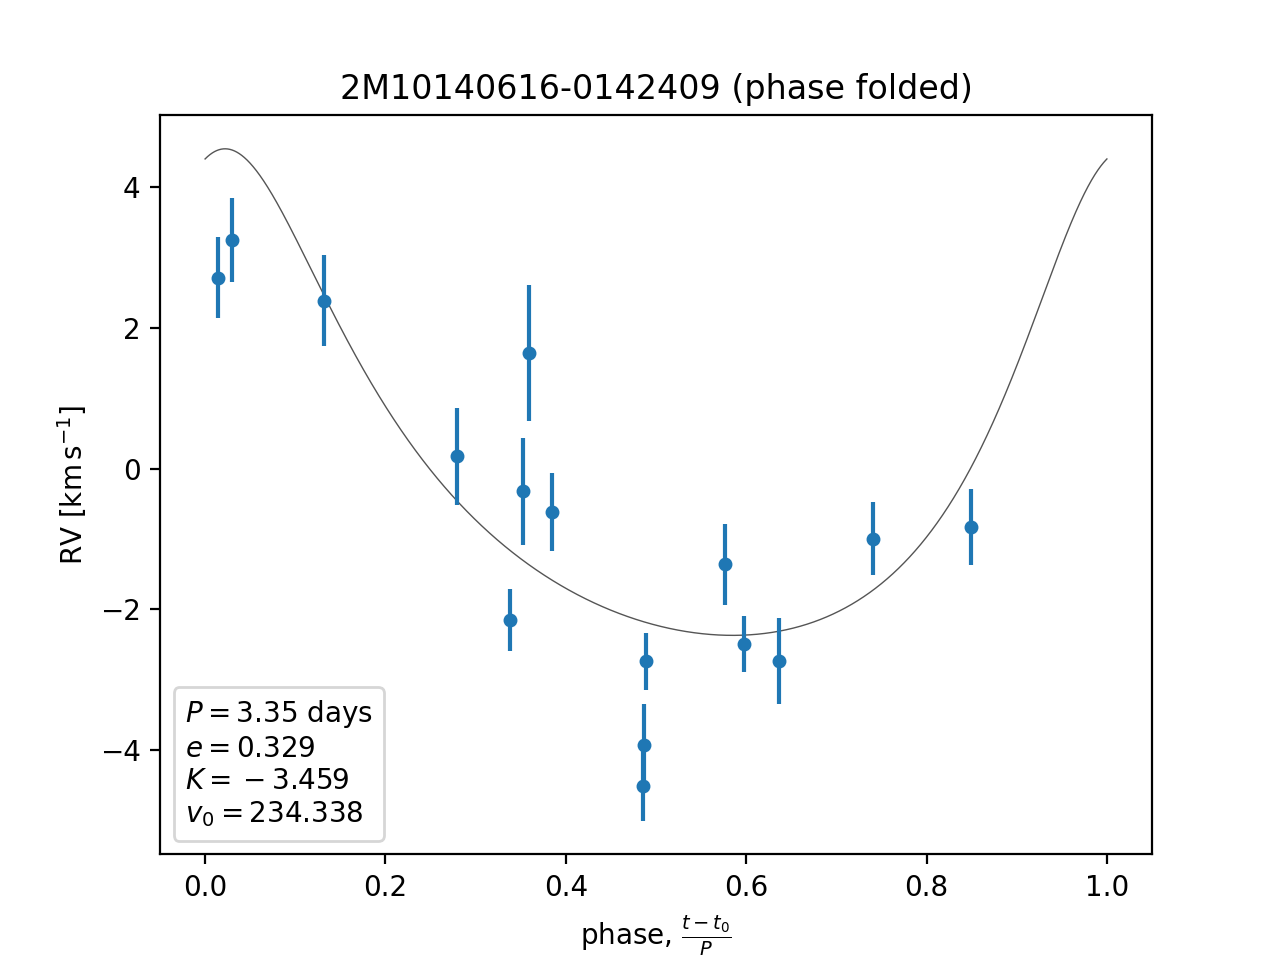 2M10140616-0142409 (phase folded)
4
2
0
−2
−4
RV [km s⁻¹]
P = 3.35 days
e = 0.329
K = − 3.459
v₀ = 234.338
0.0 0.2 0.4 0.6 0.8 1.0
phase, (t − t₀)/P